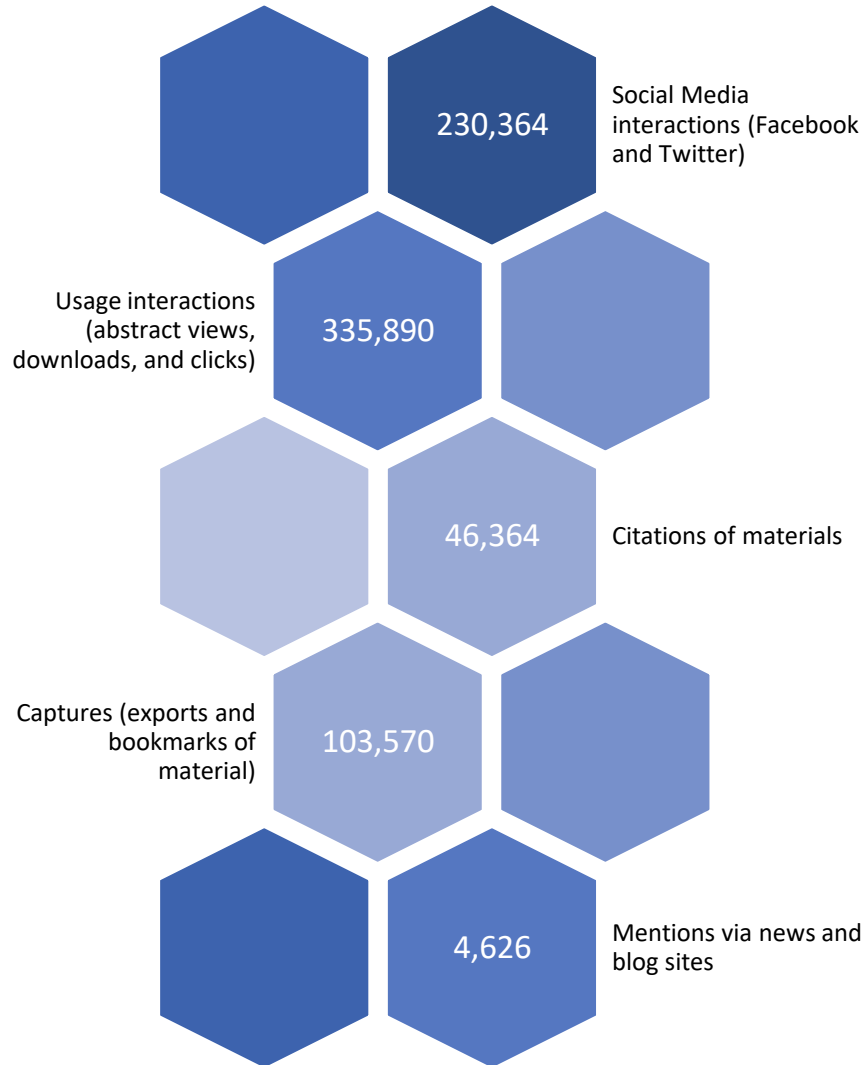 230,364
Social Media
interactions (Facebook
and Twitter)
Usage interactions
(abstract views,
downloads, and clicks)
335,890
46,364
Citations of materials
Captures (exports and
bookmarks of
material)
103,570
4,626
Mentions via news and
blog sites